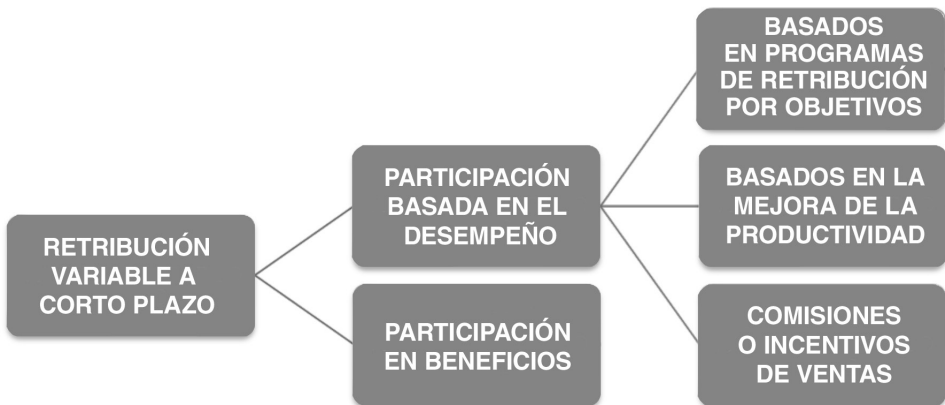 RETRIBUCIÓN
VARIABLE A
CORTO PLAZO
PARTICIPACIÓN
BASADA EN EL
DESEMPEÑO
PARTICIPACIÓN
EN BENEFICIOS
BASADOS
EN PROGRAMAS
DE RETRIBUCIÓN
POR OBJETIVOS
BASADOS EN LA
MEJORA DE LA
PRODUCTIVIDAD
COMISIONES
O INCENTIVOS
DE VENTAS